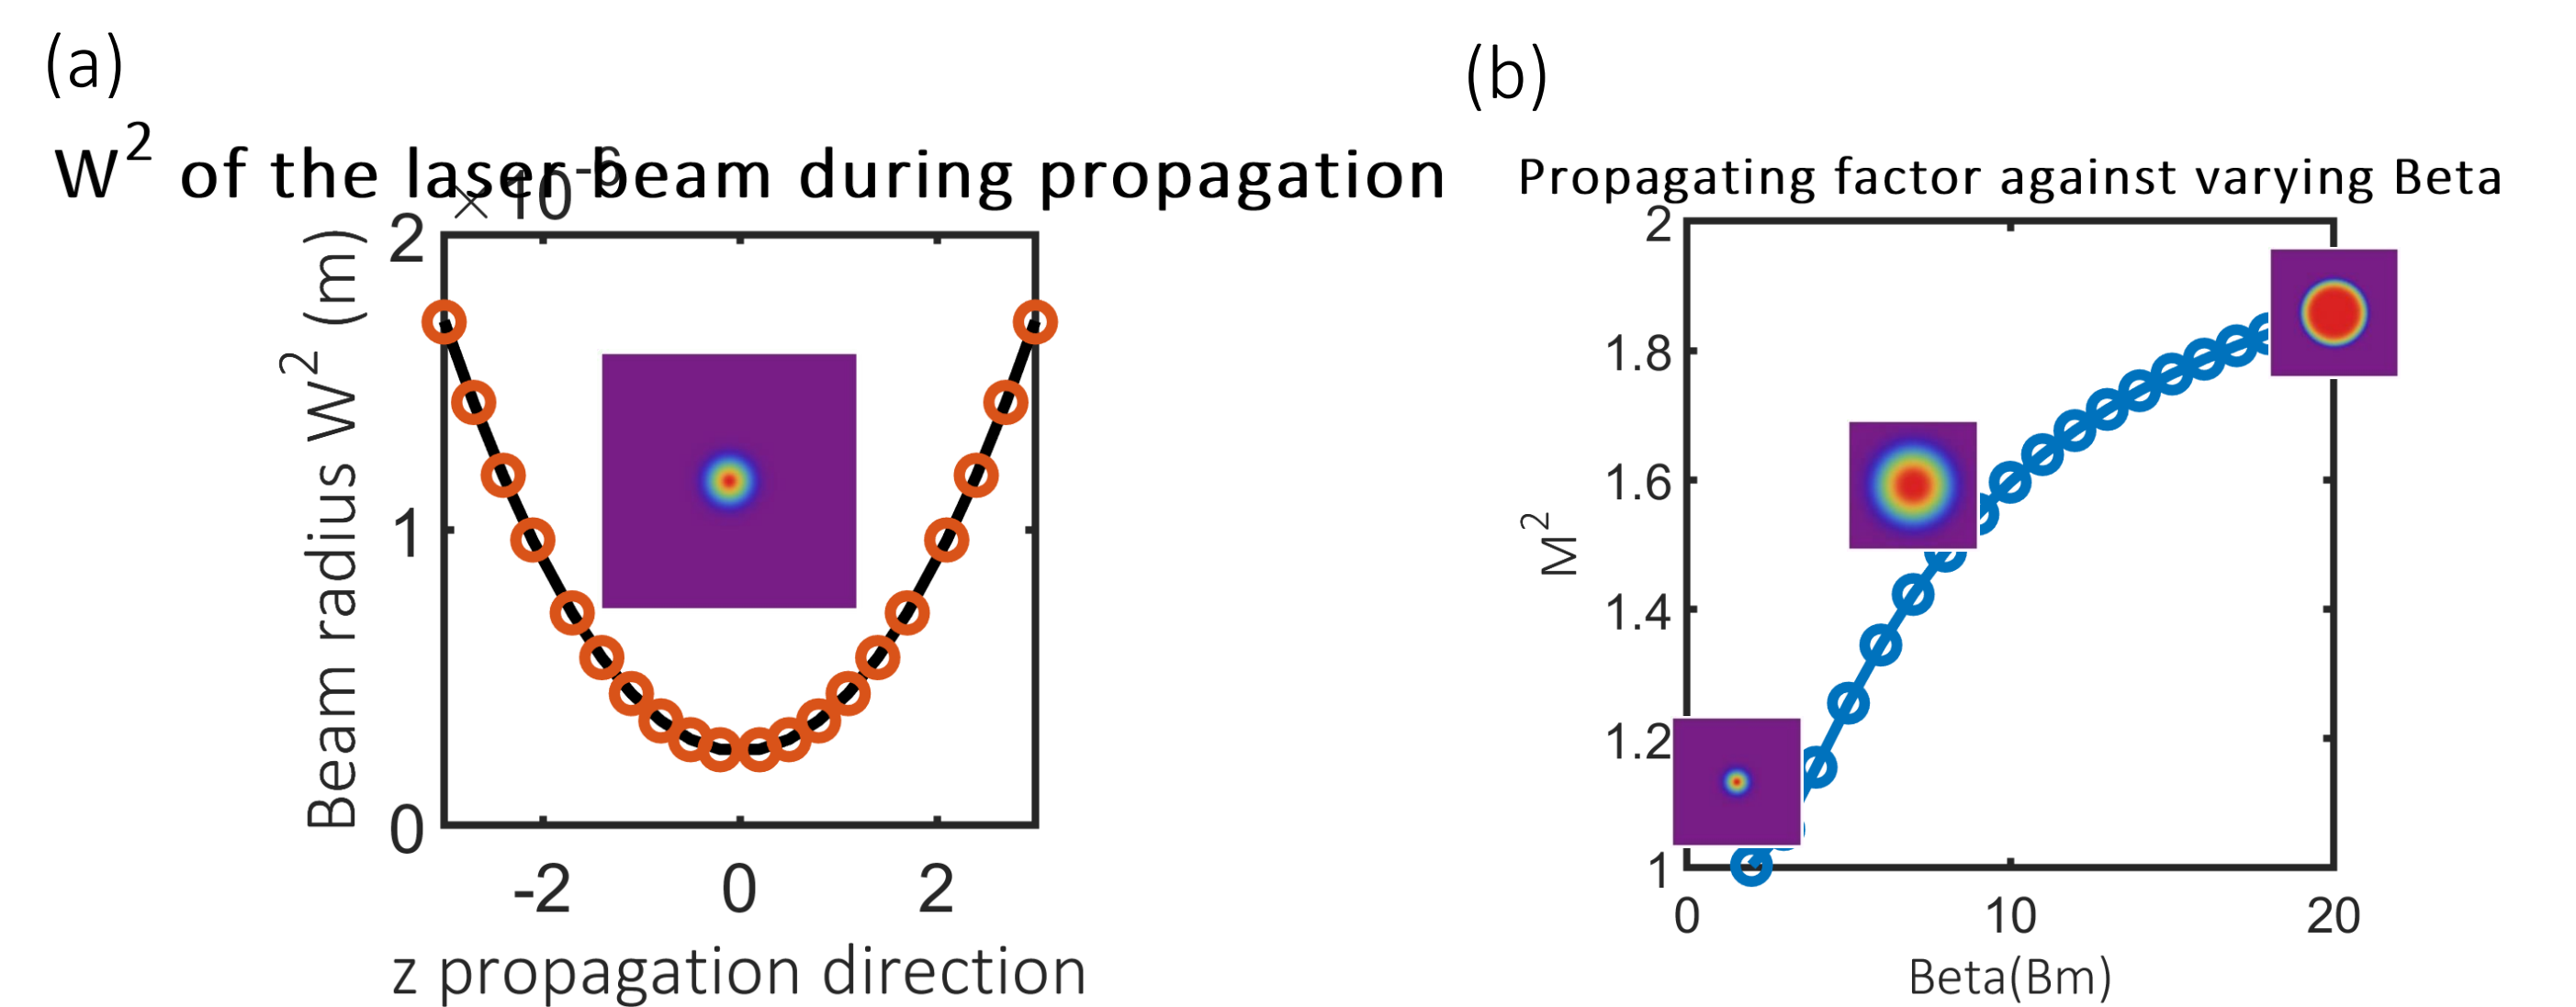 (a)
W² of the laser beam during propagation
× 10⁻⁶
Beam radius W² (m)
2
1
0
-2 0 2
z propagation direction
(b)
Propagating factor against varying Beta
M²
2
1.8
1.6
1.4
1.2
1
0 10 20
Beta(Bm)